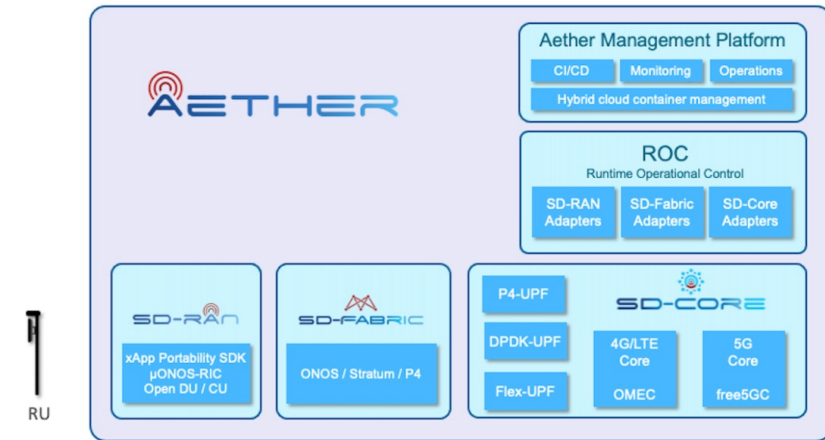 AETHER
Aether Management Platform
CI/CD
Monitoring
Operations
Hybrid cloud container management
ROC
Runtime Operational Control
SD-RAN
Adapters
SD-Fabric
Adapters
SD-Core
Adapters
RU
SD-RAN
xApp Portability SDK
μONOS-RIC
Open DU / CU
SD-FABRIC
ONOS / Stratum / P4
SD-CORE
P4-UPF
DPDK-UPF
Flex-UPF
4G/LTE
Core
OMEC
5G
Core
free5GC